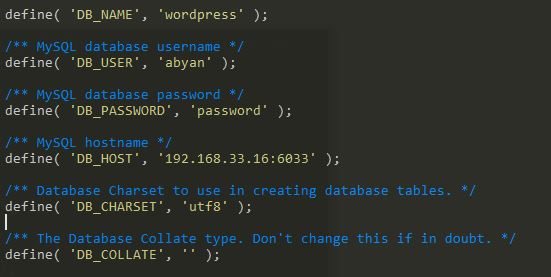 define( 'DB_NAME', 'wordpress' );
/** MySQL database username */
define( 'DB_USER', 'abyan' );
/** MySQL database password */
define( 'DB_PASSWORD', 'password' );
/** MySQL hostname */
define( 'DB_HOST', '192.168.33.16:6033' );
/** Database Charset to use in creating database tables. */
define( 'DB_CHARSET', 'utf8' );
/** The Database Collate type. Don't change this if in doubt. */
define( 'DB_COLLATE', '' );